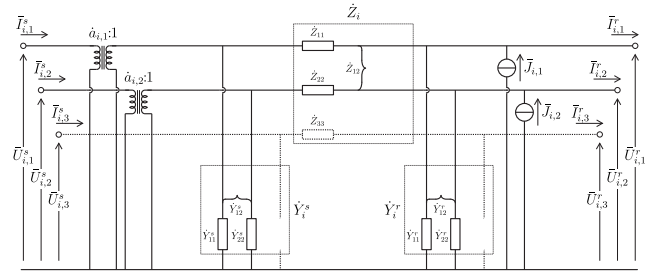 Ī^s_{i,1}
ȧ_{i,1}:1
Ż_i
Ż_{11}
Ī^r_{i,1}
Ī^s_{i,2}
ȧ_{i,2}:1
Ż_{22}
Ż_{12}
J̄_{i,1}
Ī^r_{i,2}
Ī^s_{i,3}
Ż_{33}
J̄_{i,2}
Ī^r_{i,3}
Ū^s_{i,1}
Ū^s_{i,2}
Ū^s_{i,3}
Ẏ^s_{12}
Ẏ^s_{11}
Ẏ^s_{22}
Ẏ^s_i
Ẏ^r_i
Ẏ^r_{12}
Ẏ^r_{11}
Ẏ^r_{22}
Ū^r_{i,1}
Ū^r_{i,2}
Ū^r_{i,3}